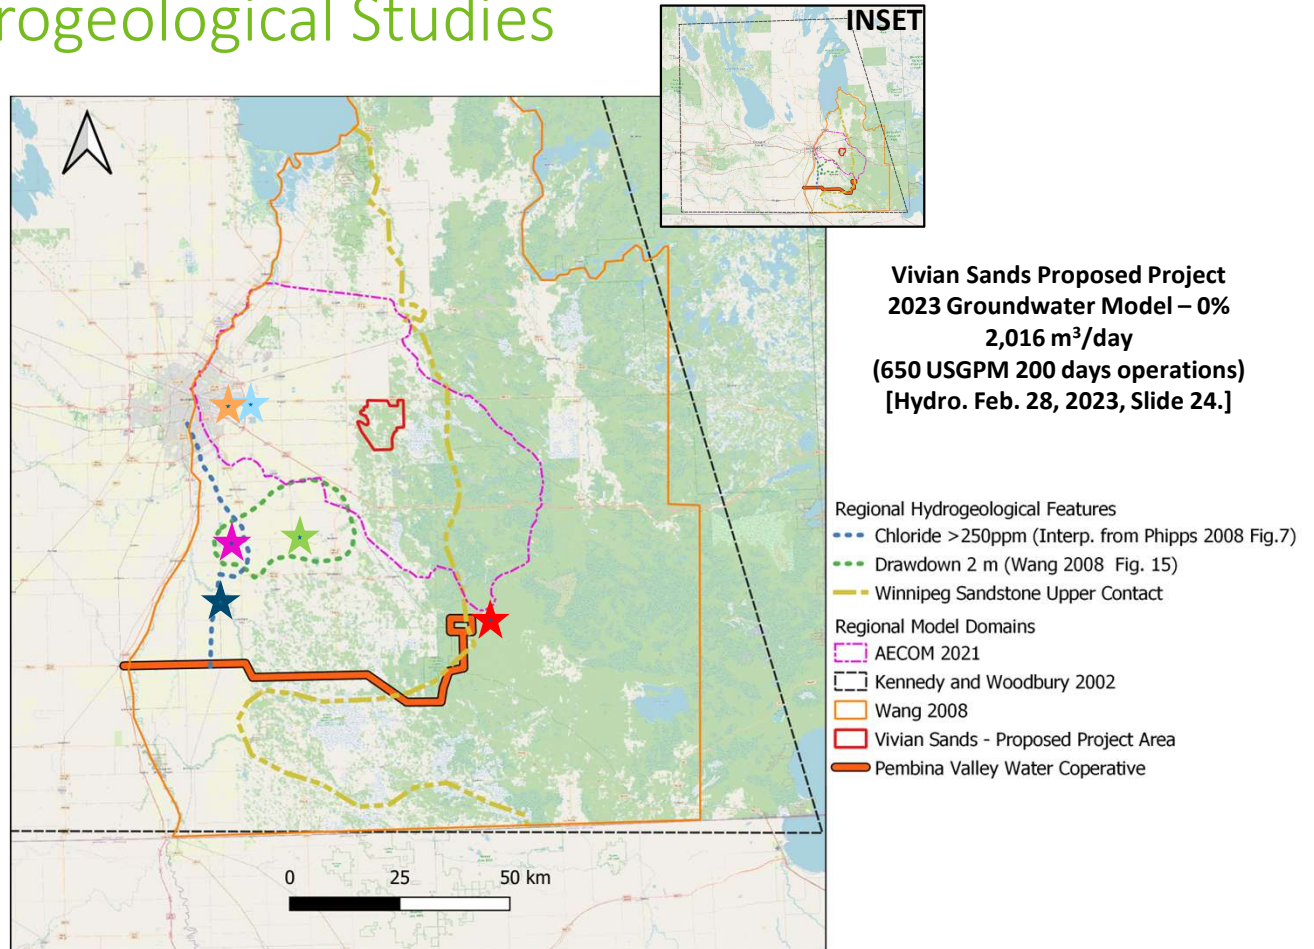 rogeological Studies
INSET
Vivian Sands Proposed Project
2023 Groundwater Model – 0%
2,016 m³/day
(650 USGPM 200 days operations)
[Hydro. Feb. 28, 2023, Slide 24.]
Regional Hydrogeological Features
Chloride >250ppm (Interp. from Phipps 2008 Fig.7)
Drawdown 2 m (Wang 2008 Fig. 15)
Winnipeg Sandstone Upper Contact
Regional Model Domains
AECOM 2021
Kennedy and Woodbury 2002
Wang 2008
Vivian Sands - Proposed Project Area
Pembina Valley Water Coperative
0 25 50 km